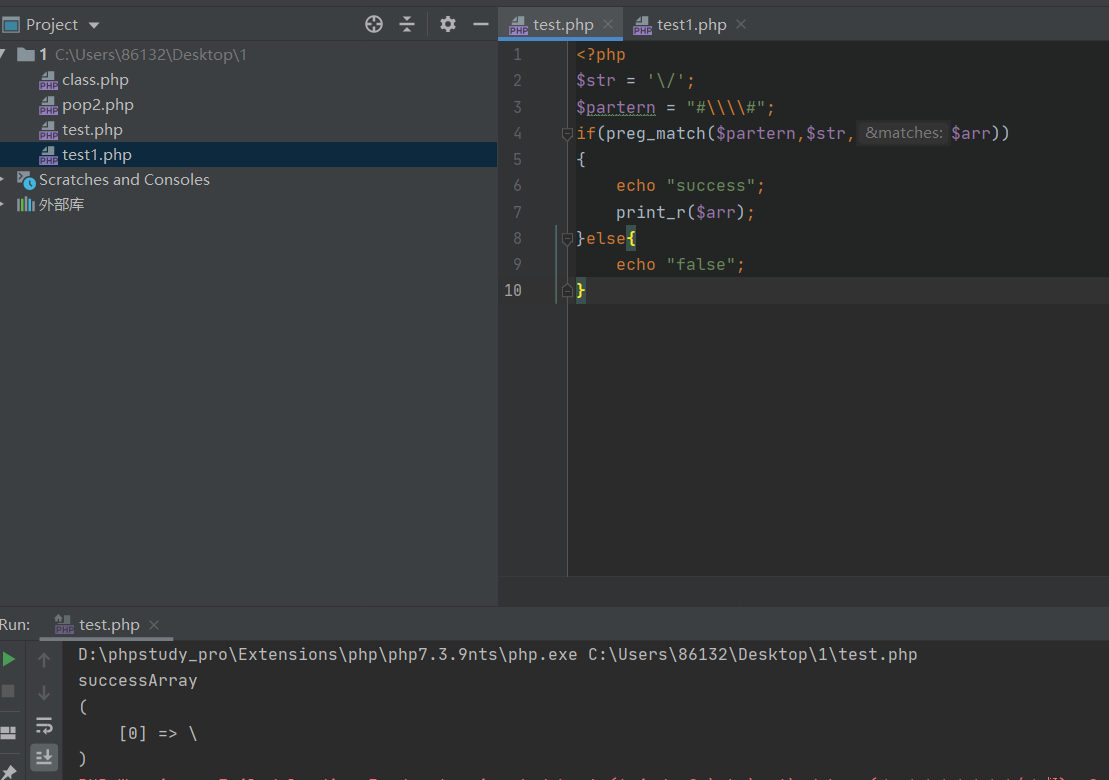 Project
test.php
test1.php
1 C:\Users\86132\Desktop\1
class.php
pop2.php
test.php
test1.php
Scratches and Consoles
外部库
1 <?php
2 $str = '\/';
3 $partern = "#\\\\#";
4 if(preg_match($partern,$str, &matches: $arr))
5 {
6 echo "success";
7 print_r($arr);
8 }else{
9 echo "false";
10 }
Run: test.php
D:\phpstudy_pro\Extensions\php\php7.3.9nts\php.exe C:\Users\86132\Desktop\1\test.php
successArray
(
[0] => \
)